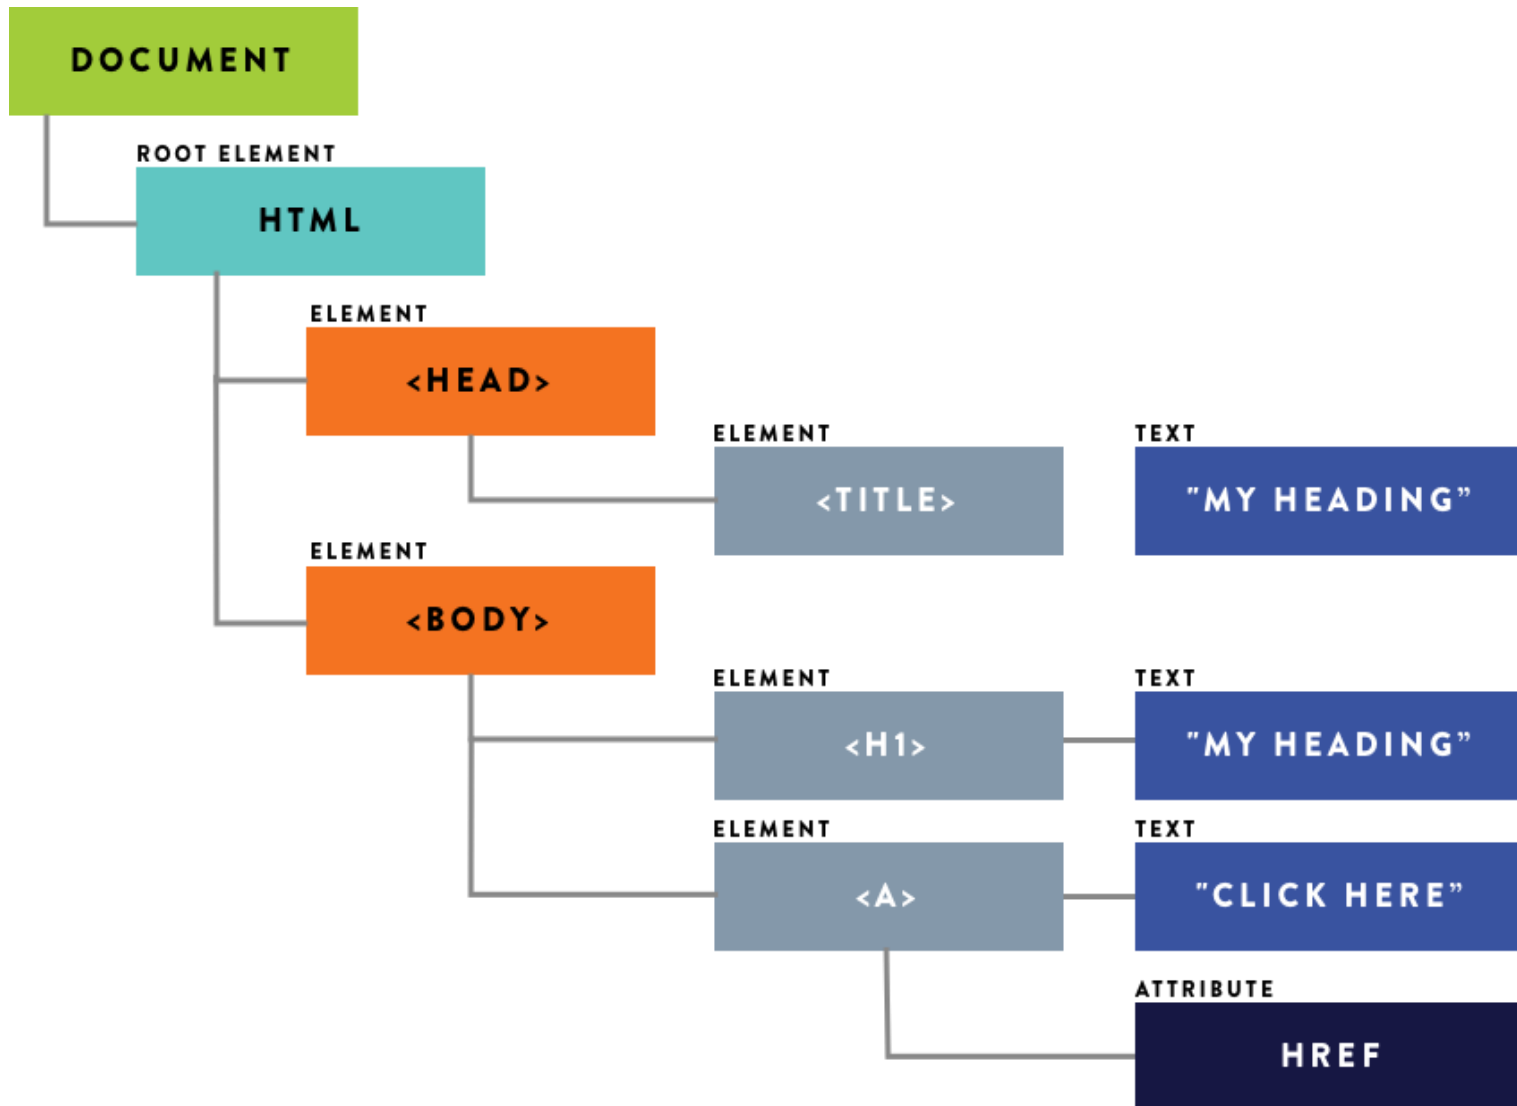 DOCUMENT
ROOT ELEMENT
HTML
ELEMENT
<HEAD>
ELEMENT
<TITLE>
TEXT
"MY HEADING”
ELEMENT
<BODY>
ELEMENT
<H1>
TEXT
"MY HEADING”
ELEMENT
<A>
TEXT
"CLICK HERE”
ATTRIBUTE
HREF